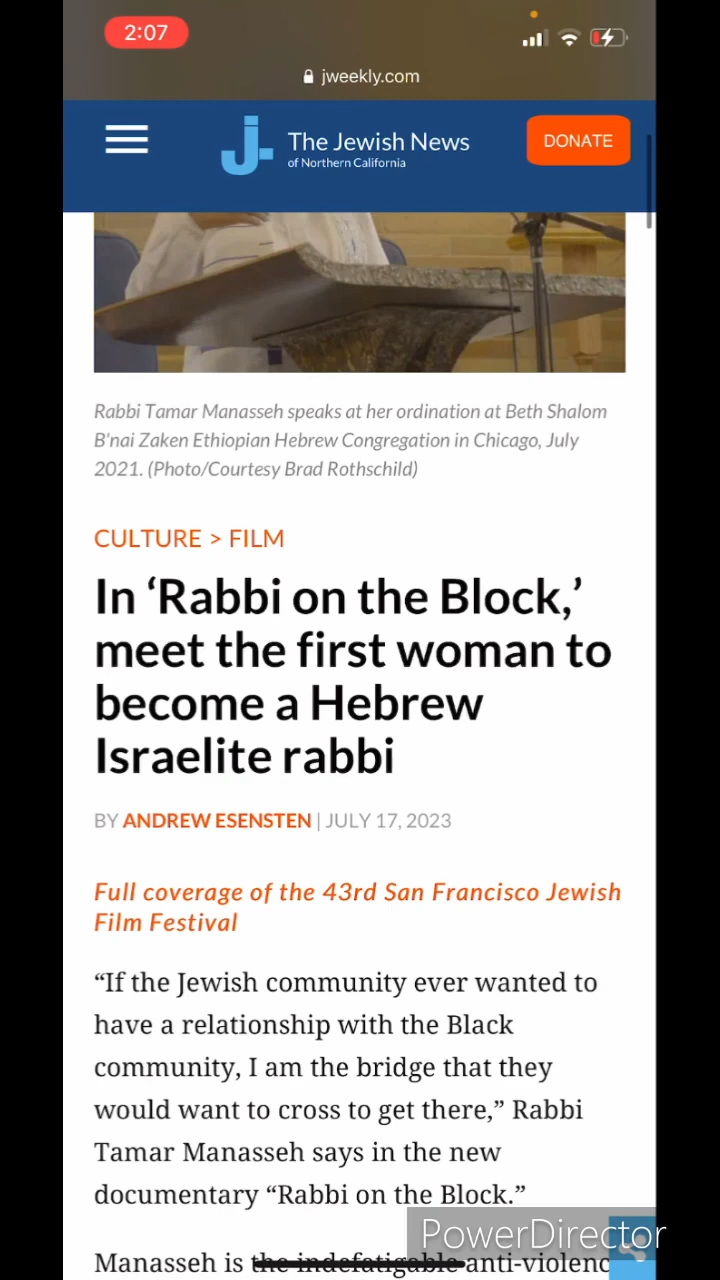 2:07
jweekly.com
The Jewish News
of Northern California
DONATE
Rabbi Tamar Manasseh speaks at her ordination at Beth Shalom
B'nai Zaken Ethiopian Hebrew Congregation in Chicago, July
2021. (Photo/Courtesy Brad Rothschild)
CULTURE > FILM
In ‘Rabbi on the Block,’
meet the first woman to
become a Hebrew
Israelite rabbi
BY ANDREW ESENSTEN | JULY 17, 2023
Full coverage of the 43rd San Francisco Jewish
Film Festival
“If the Jewish community ever wanted to
have a relationship with the Black
community, I am the bridge that they
would want to cross to get there,” Rabbi
Tamar Manasseh says in the new
documentary “Rabbi on the Block.”
PowerDirector
Manasseh is the indefatigable anti-violenc